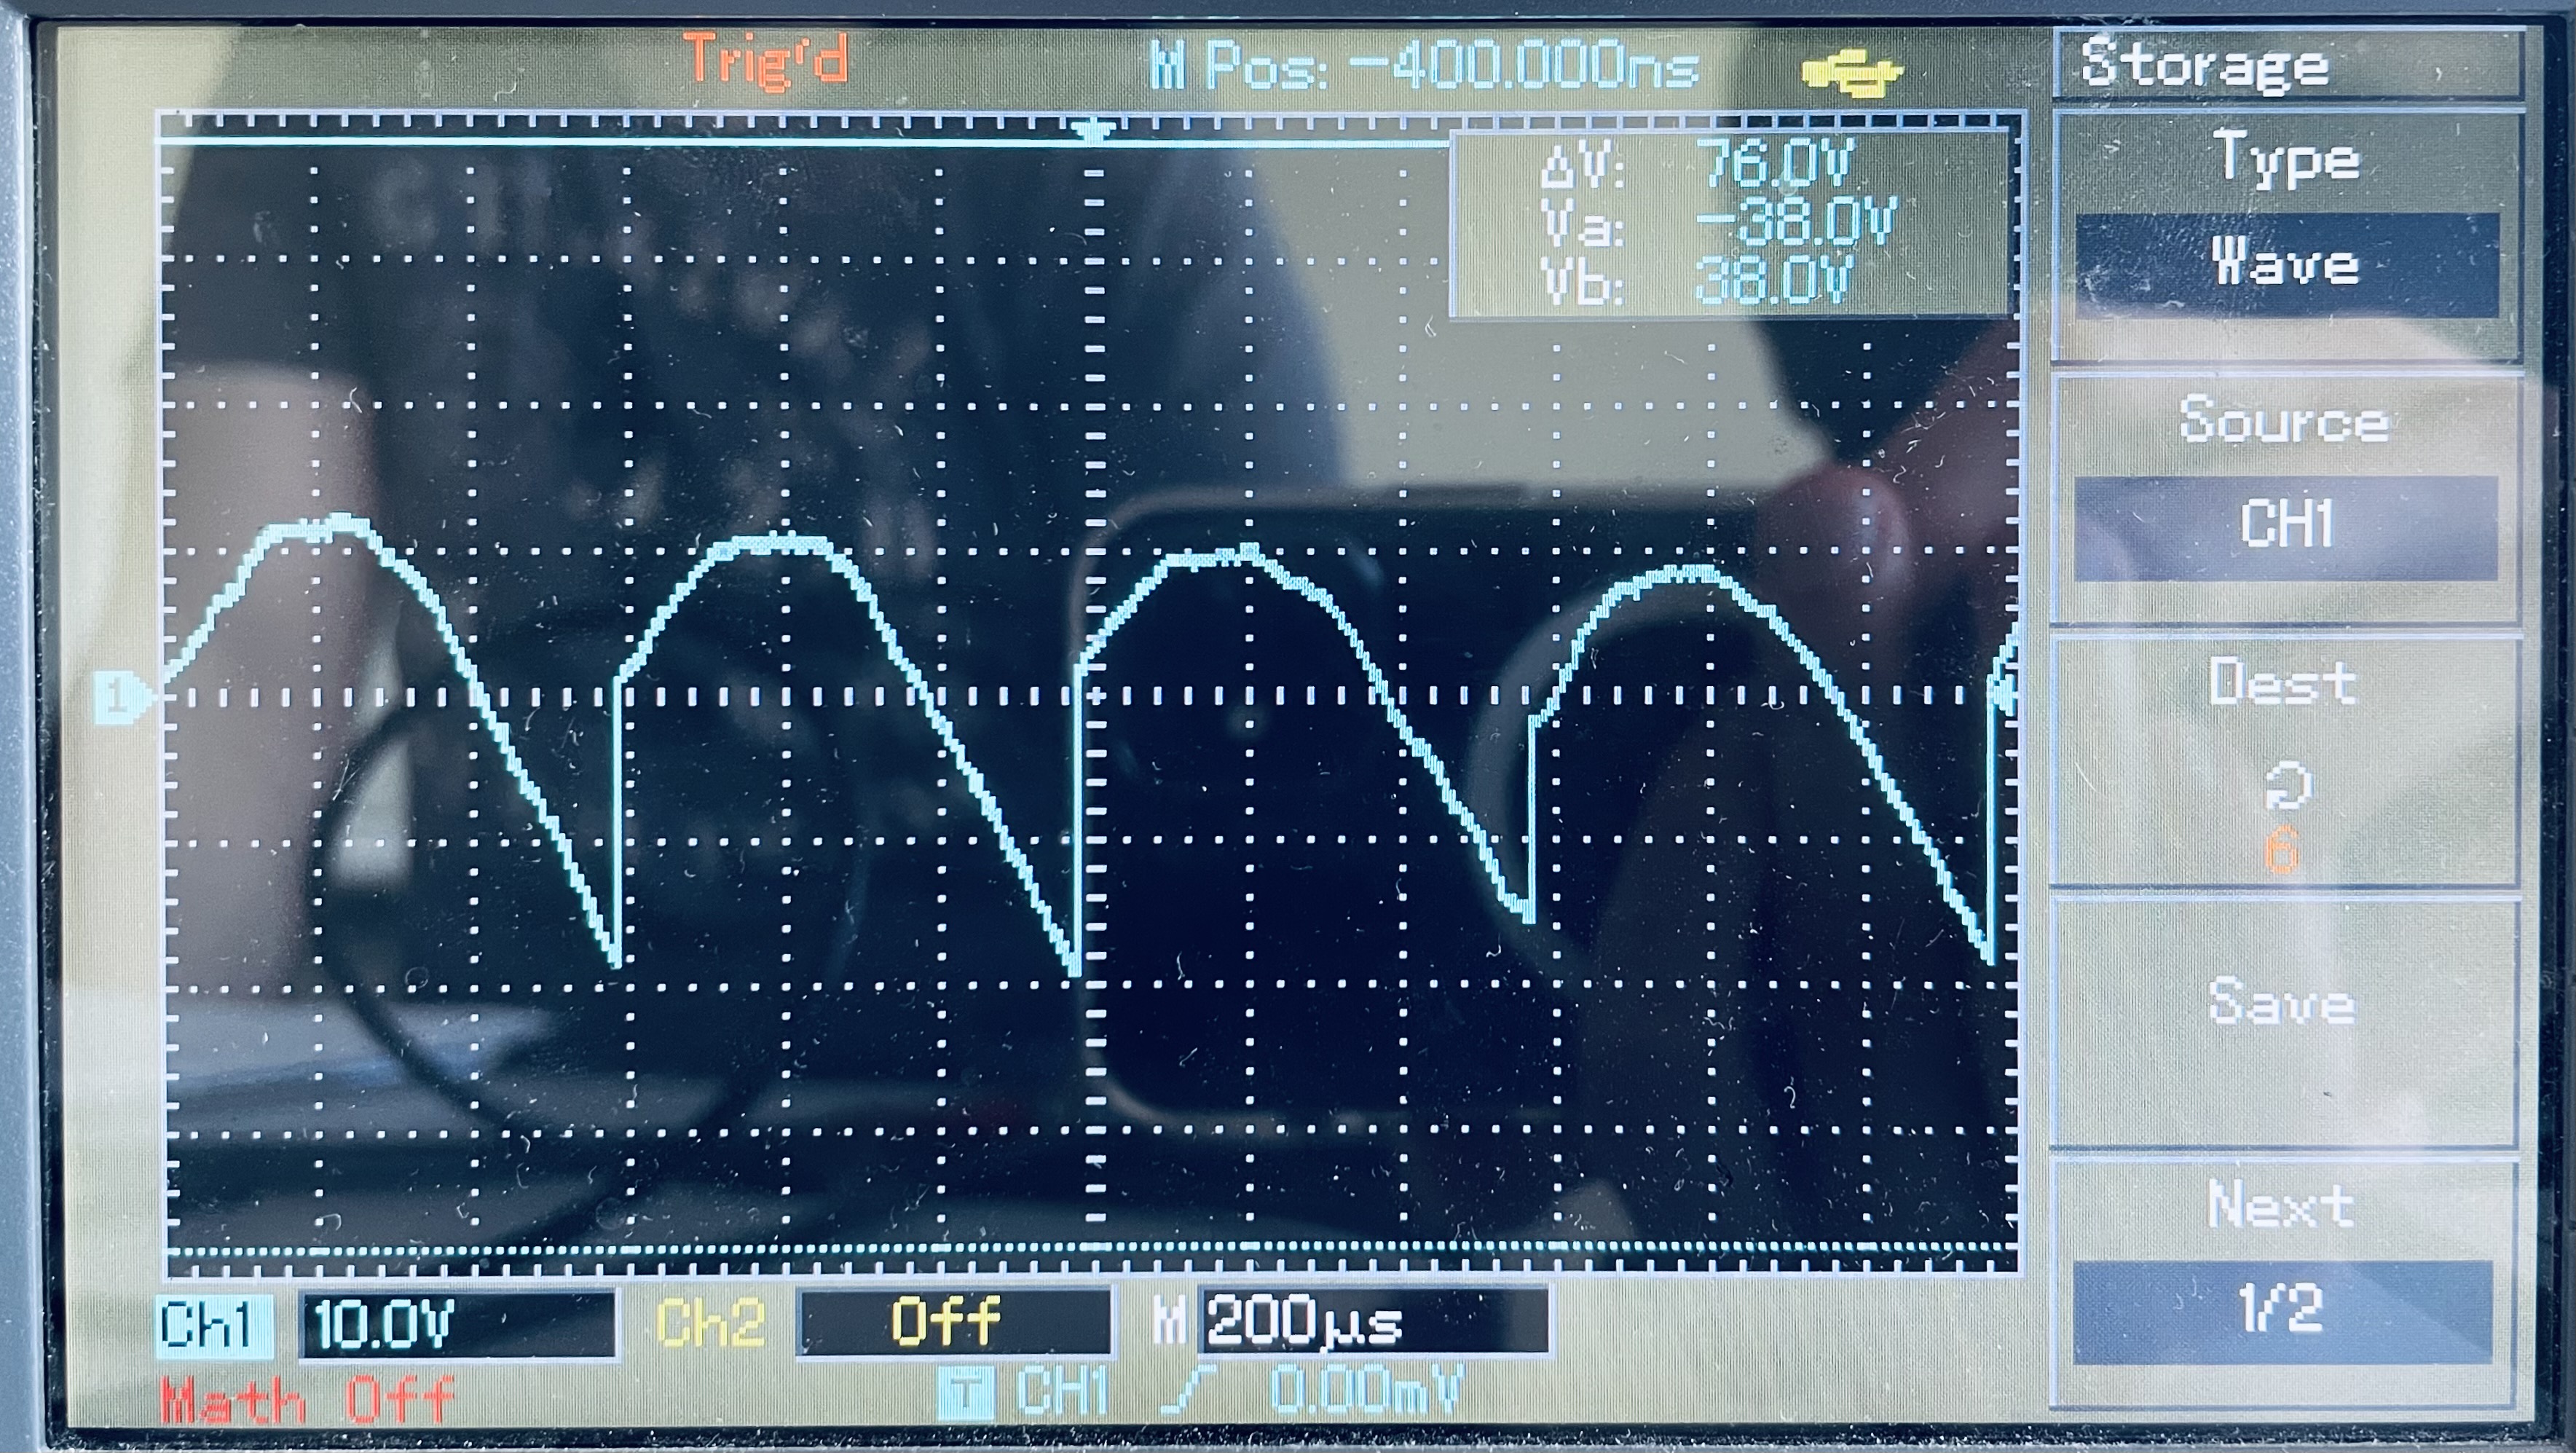 Trig'd M Pos: -400.000ns
Storage
ΔV: 76.0V
Va: -38.0V
Vb: 38.0V
Type
Wave
Source
CH1
Dest
6
Save
Next
1/2
1
Ch1 10.0V Ch2 Off M 200µs
Math Off T CH1 0.00mV